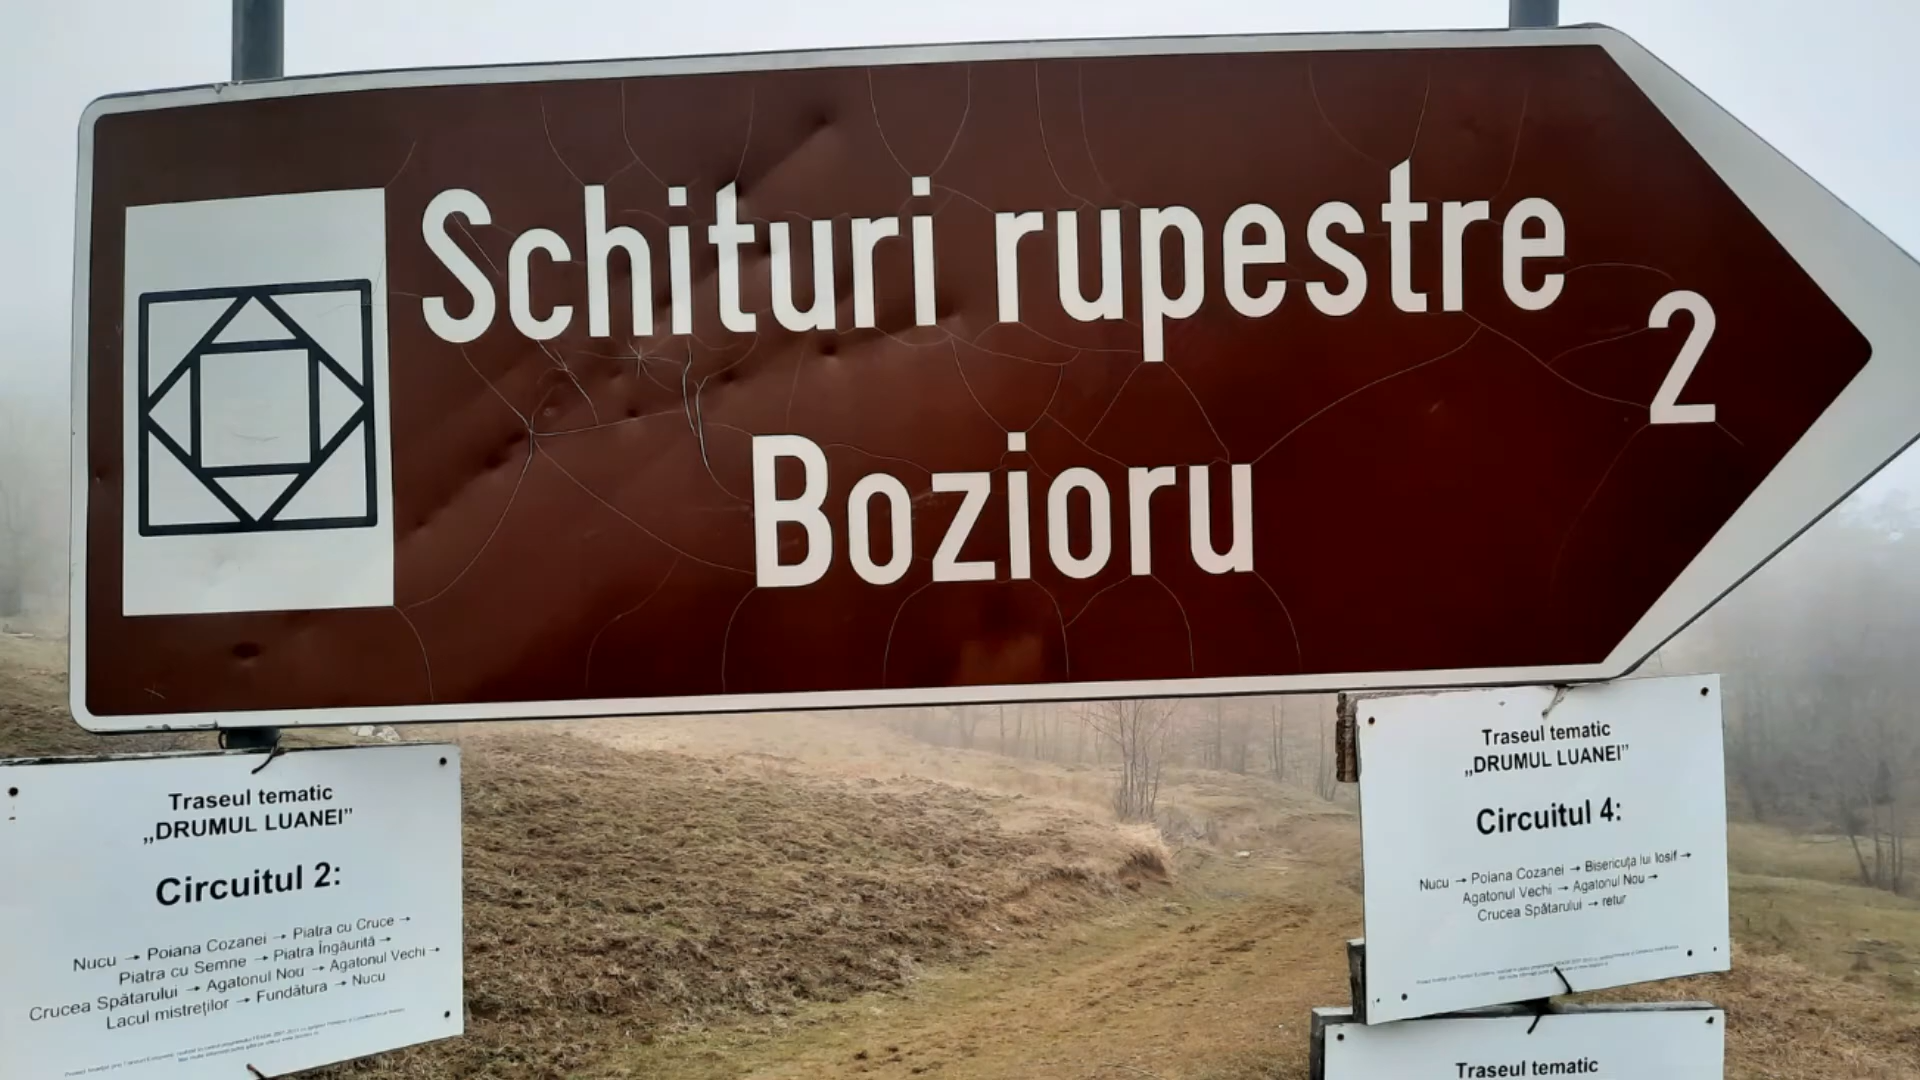 Schituri rupestre
2
Bozioru
Traseul tematic
„DRUMUL LUANEI”
Circuitul 2:
Nucu → Poiana Cozanei → Piatra cu Cruce →
Piatra cu Semne → Piatra Îngăurită →
Crucea Spătarului → Agatonul Nou → Agatonul Vechi →
Lacul mistreților → Fundătura → Nucu
Traseul tematic
„DRUMUL LUANEI”
Circuitul 4:
Nucu → Poiana Cozanei → Bisericuța lui Iosif →
Agatonul Vechi → Agatonul Nou →
Crucea Spătarului → retur
Traseul tematic